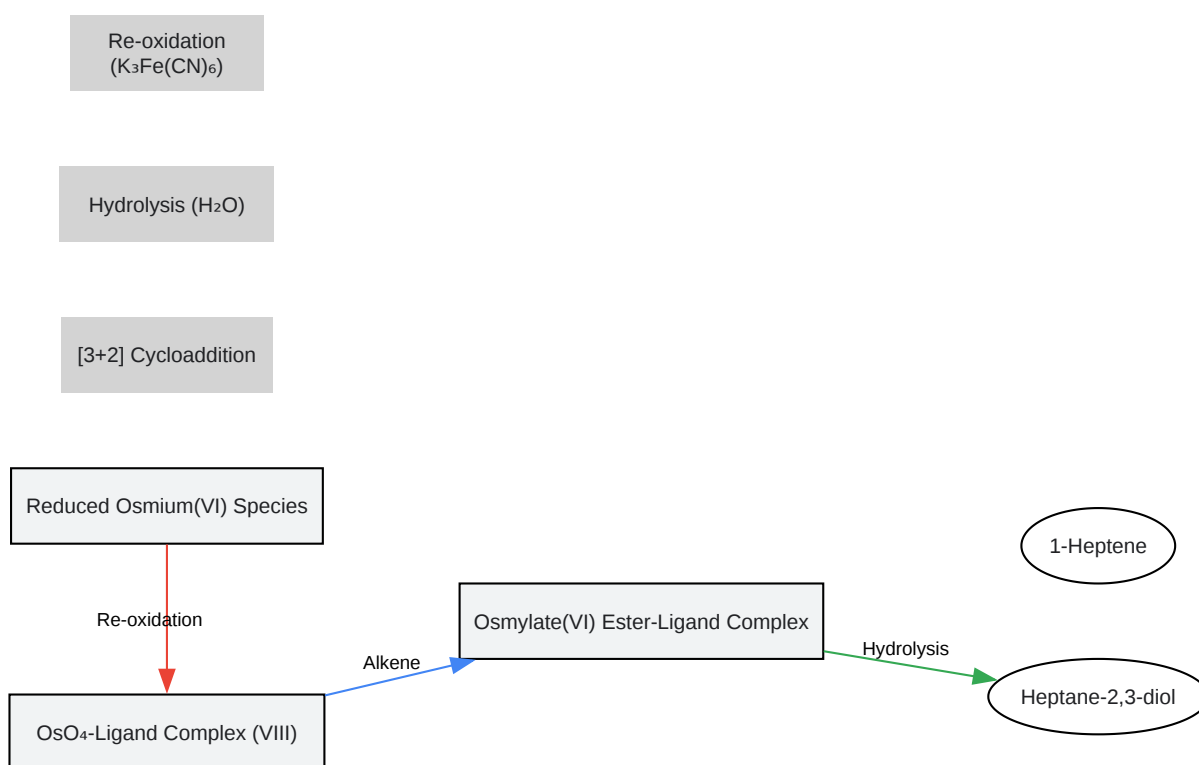 Re-oxidation
(K₃Fe(CN)₆)
Hydrolysis (H₂O)
[3+2] Cycloaddition
Reduced Osmium(VI) Species
1-Heptene
Re-oxidation
Osmylate(VI) Ester-Ligand Complex
Alkene
Hydrolysis
Heptane-2,3-diol
OsO₄-Ligand Complex (VIII)